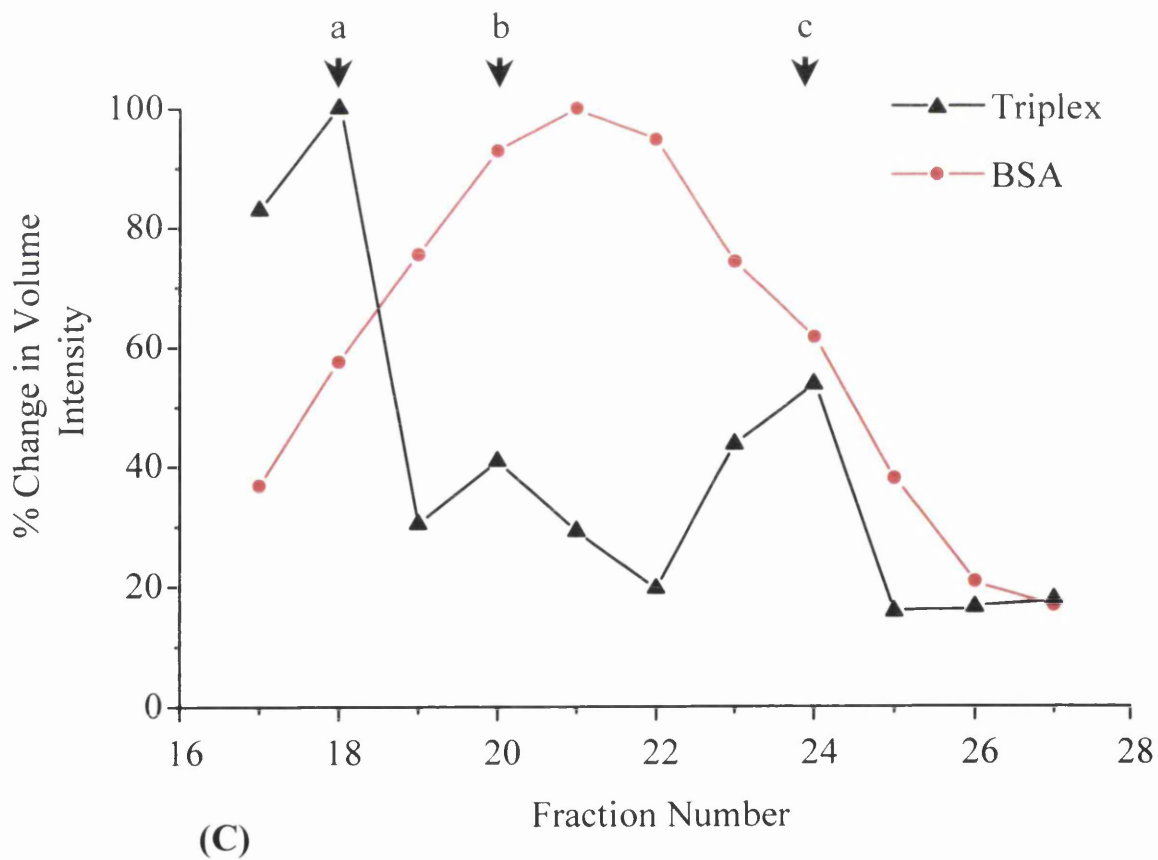 a b c
Triplex
BSA
100
80
60
40
20
0
% Change in Volume
Intensity
16 18 20 22 24 26 28
Fraction Number
(C)